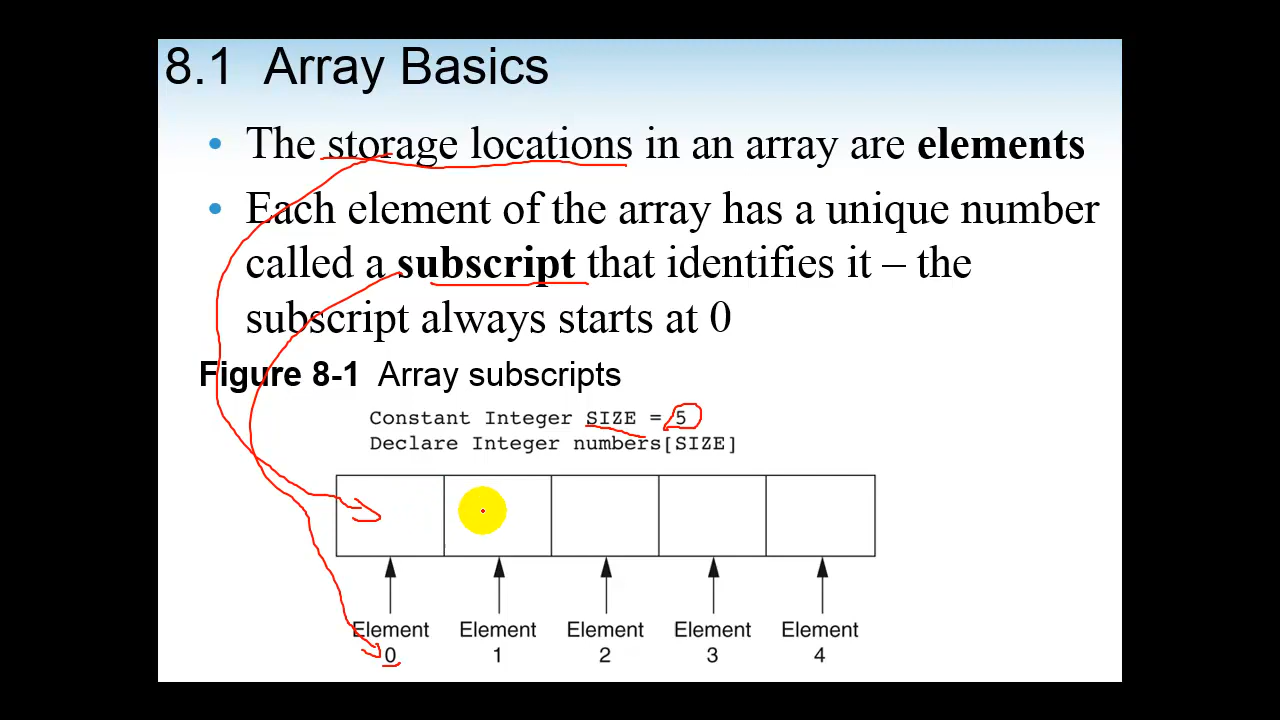 8.1 Array Basics
• The storage locations in an array are elements
• Each element of the array has a unique number
called a subscript that identifies it – the
subscript always starts at 0
Figure 8-1 Array subscripts
Constant Integer SIZE = 5
Declare Integer numbers[SIZE]
Element Element Element Element Element
0 1 2 3 4